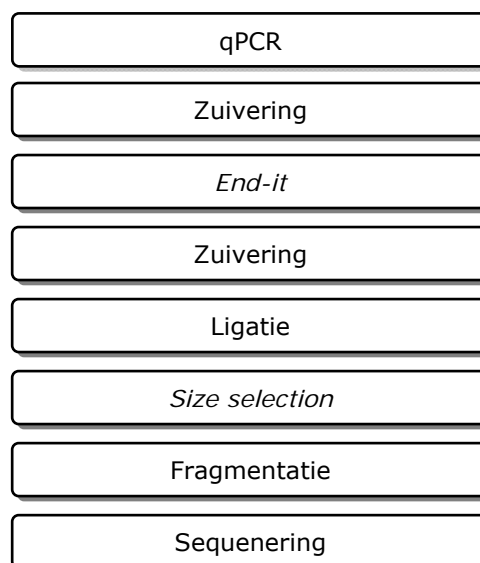 qPCR
Zuivering
End-it
Zuivering
Ligatie
Size selection
Fragmentatie
Sequenering